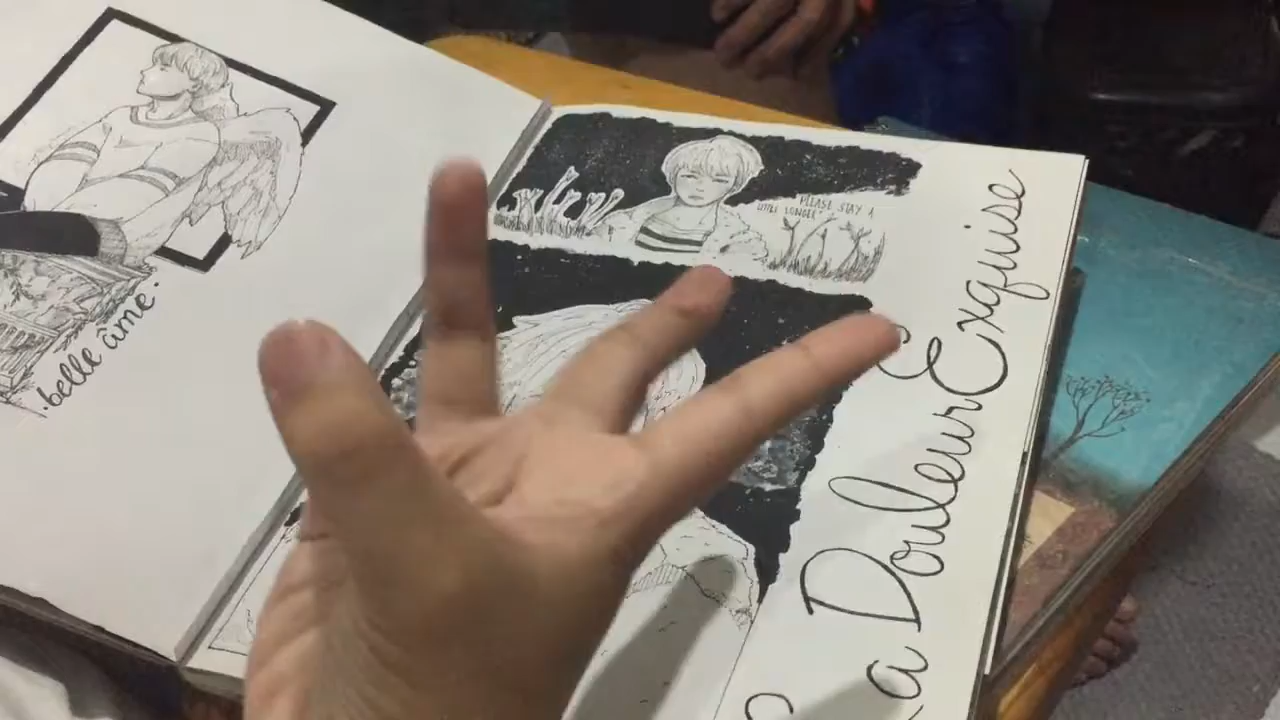 .belle âme.
"PLEASE STAY A
LITTLE LONGER"
La Douleur Exquise